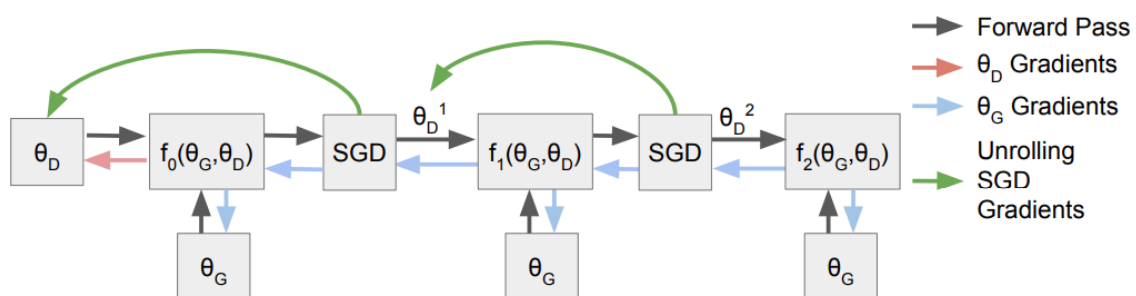 Forward Pass
θD Gradients
θG Gradients
Unrolling
SGD
Gradients
θD
f0(θG,θD)
SGD
θD1
f1(θG,θD)
SGD
θD2
f2(θG,θD)
θG
θG
θG